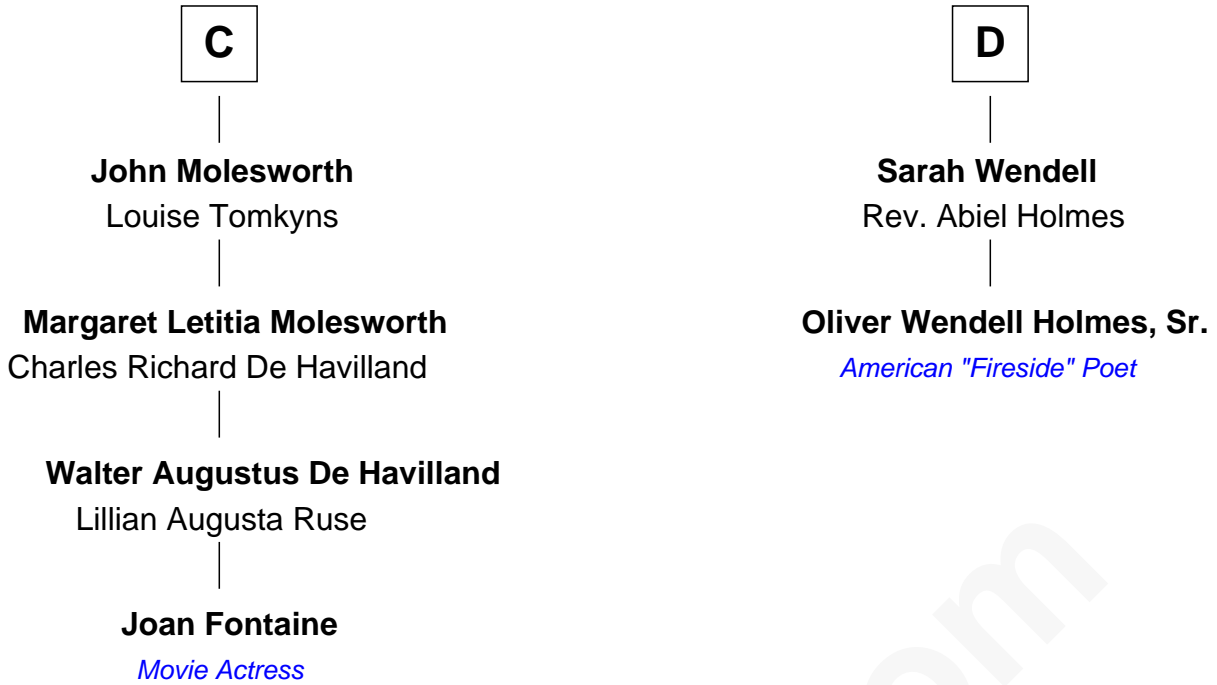 C
John Molesworth
Louise Tomkyns
Margaret Letitia Molesworth
Charles Richard De Havilland
Walter Augustus De Havilland
Lillian Augusta Ruse
Joan Fontaine
Movie Actress
D
Sarah Wendell
Rev. Abiel Holmes
Oliver Wendell Holmes, Sr.
American "Fireside" Poet
om